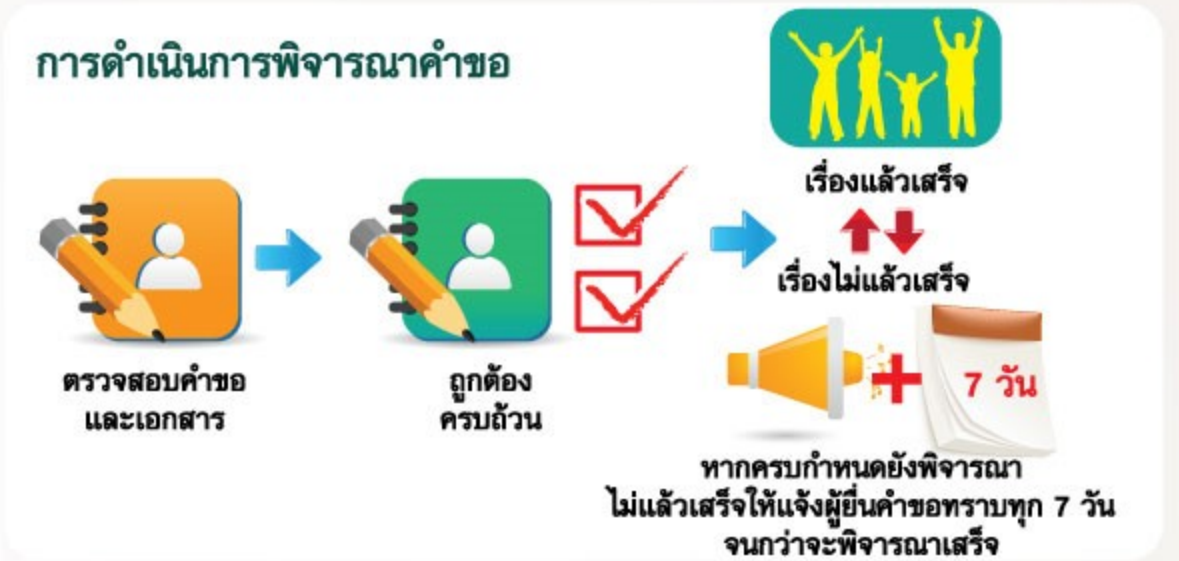 การดำเนินการพิจารณาคำขอ
ตรวจสอบคำขอ
และเอกสาร
ถูกต้อง
ครบถ้วน
เรื่องแล้วเสร็จ
เรื่องไม่แล้วเสร็จ
7 วัน
หากครบกำหนดยังพิจารณา
ไม่แล้วเสร็จให้แจ้งผู้ยื่นคำขอทราบทุก 7 วัน
จนกว่าจะพิจารณาเสร็จ